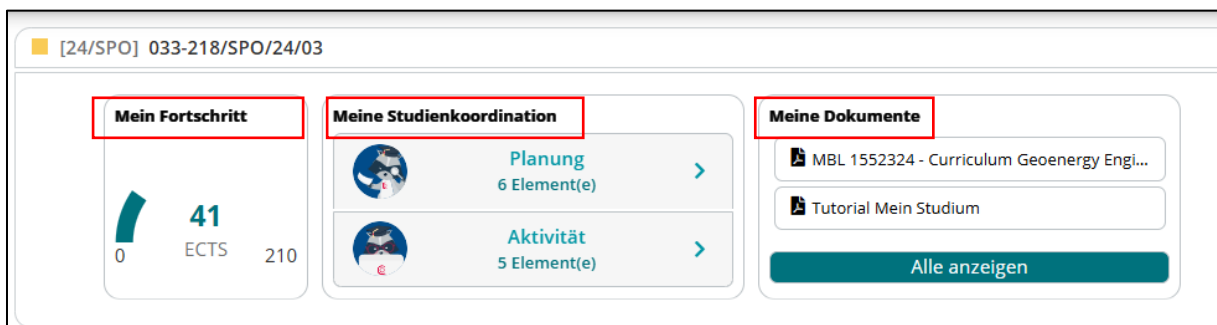 [24/SPO] 033-218/SPO/24/03
Mein Fortschritt
41
ECTS
0
210
Meine Studienkoordination
Planung
6 Element(e)
Aktivität
5 Element(e)
Meine Dokumente
MBL 1552324 - Curriculum Geoenergy Engi...
Tutorial Mein Studium
Alle anzeigen